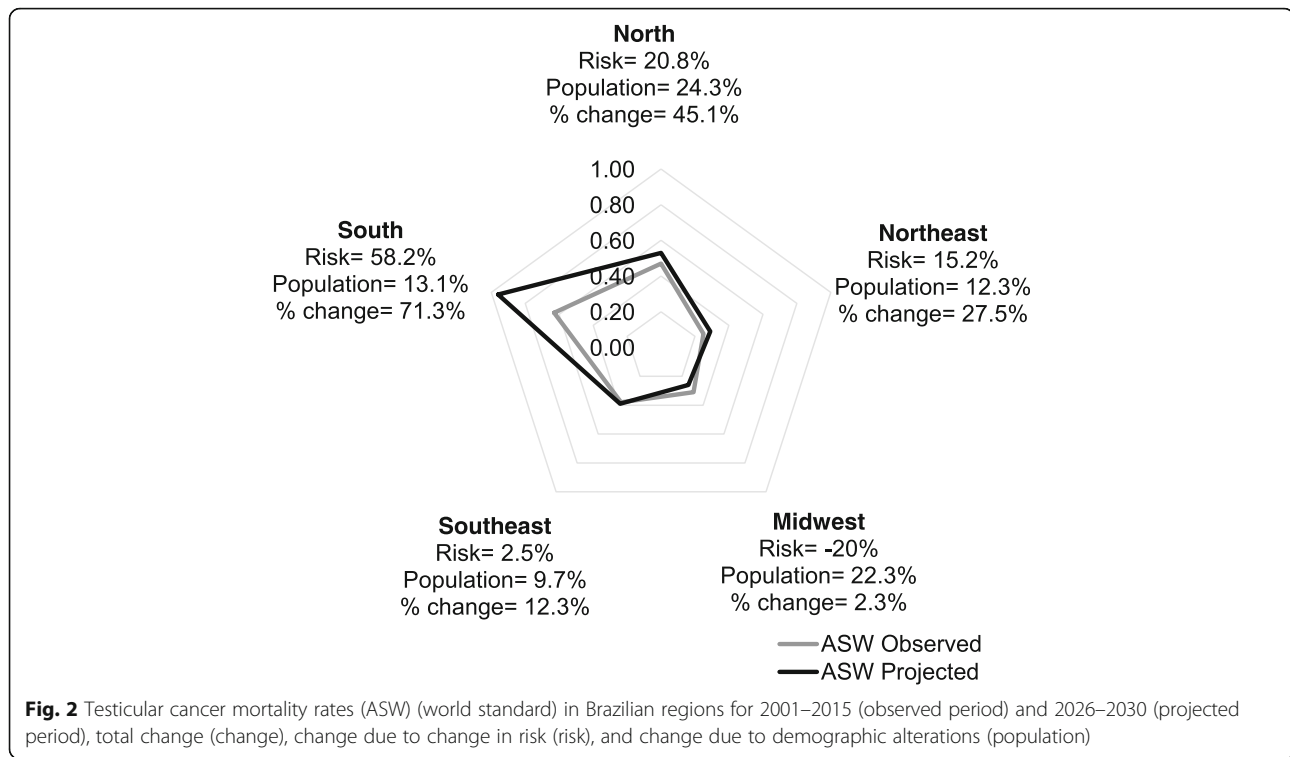 North
Risk= 20.8%
Population= 24.3%
% change= 45.1%
1.00
0.80
0.60
0.40
0.20
0.00
South
Risk= 58.2%
Population= 13.1%
% change= 71.3%
Northeast
Risk= 15.2%
Population= 12.3%
% change= 27.5%
Southeast
Risk= 2.5%
Population= 9.7%
% change= 12.3%
Midwest
Risk= -20%
Population= 22.3%
% change= 2.3%
ASW Observed
ASW Projected
Fig. 2 Testicular cancer mortality rates (ASW) (world standard) in Brazilian regions for 2001–2015 (observed period) and 2026–2030 (projected
period), total change (change), change due to change in risk (risk), and change due to demographic alterations (population)